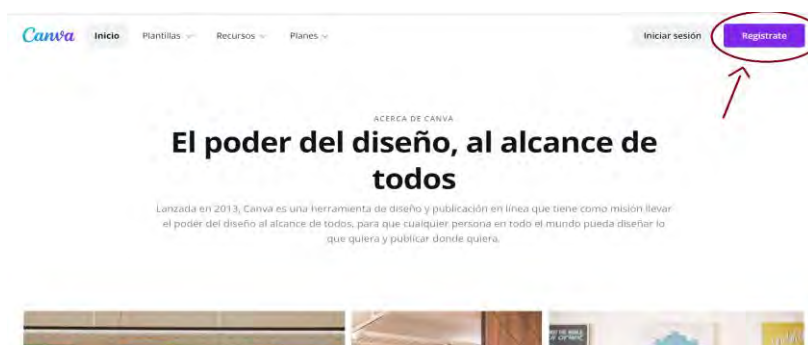 Canva Inicio Plantillas Recursos Planes Iniciar sesión Regístrate
ACERCA DE CANVA
El poder del diseño, al alcance de
todos
Lanzada en 2013, Canva es una herramienta de diseño y publicación en línea que tiene como misión llevar
el poder del diseño al alcance de todos, para que cualquier persona en todo el mundo pueda diseñar lo
que quiera y publicar donde quiera.